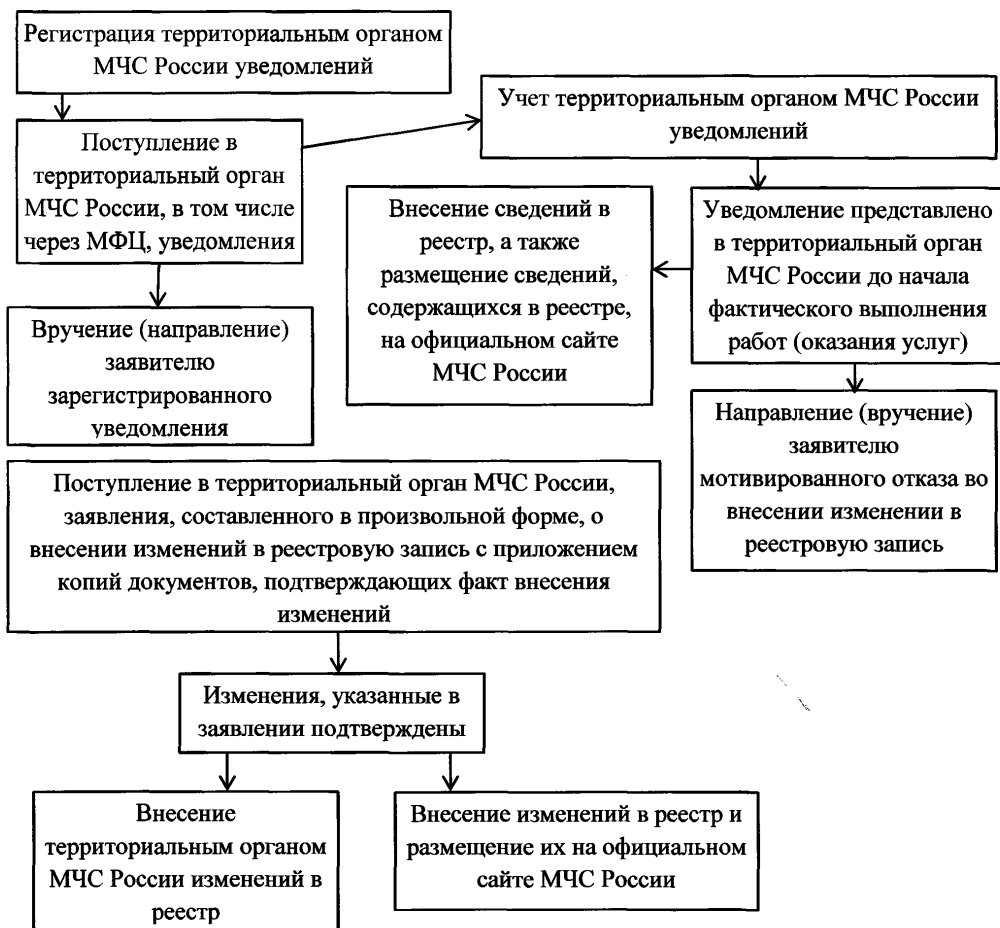 Регистрация территориальным органом
МЧС России уведомлений
Учет территориальным органом МЧС России
уведомлений
Поступление в
территориальный орган
МЧС России, в том числе
через МФЦ, уведомления
Внесение сведений в
реестр, а также
размещение сведений,
содержащихся в реестре,
на официальном сайте
МЧС России
Уведомление представлено
в территориальный орган
МЧС России до начала
фактического выполнения
работ (оказания услуг)
Вручение (направление)
заявителю
зарегистрированного
уведомления
Направление (вручение)
заявителю
мотивированного отказа во
внесении изменении в
реестровую запись
Поступление в территориальный орган МЧС России,
заявления, составленного в произвольной форме, о
внесении изменений в реестровую запись с приложением
копий документов, подтверждающих факт внесения
изменений
Изменения, указанные в
заявлении подтверждены
Внесение
территориальным органом
МЧС России изменений в
реестр
Внесение изменений в реестр и
размещение их на официальном
сайте МЧС России